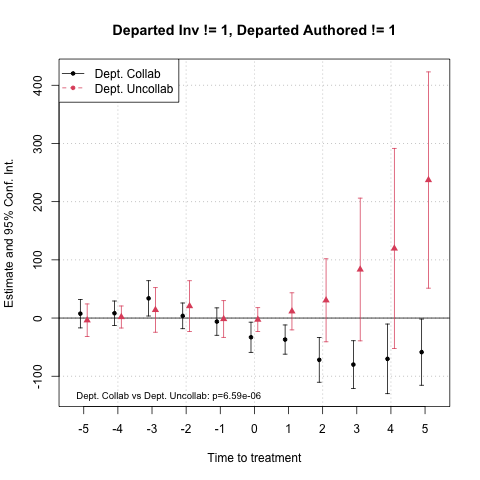 Departed Inv != 1, Departed Authored != 1
Dept. Collab
Dept. Uncollab
Estimate and 95% Conf. Int.
400
300
200
100
0
-100
Dept. Collab vs Dept. Uncollab: p=6.59e-06
-5 -4 -3 -2 -1 0 1 2 3 4 5
Time to treatment